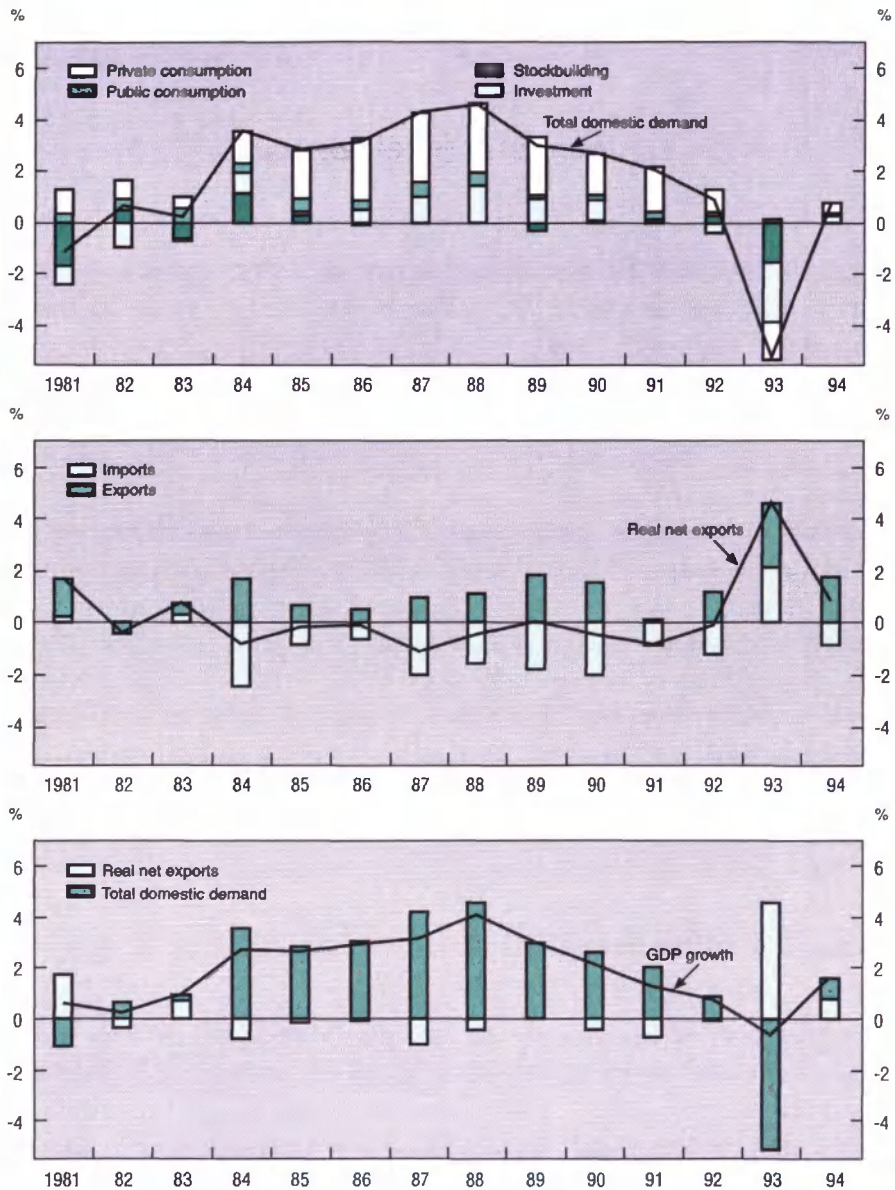 % %
6 6
Private consumption Stockbuilding
Public consumption Investment
4 Total domestic demand 4
2 2
0 0
-2 -2
-4 -4
1981 82 83 84 85 86 87 88 89 90 91 92 93 94
% %
6 6
Imports
Exports
4 Real net exports 4
2 2
0 0
-2 -2
-4 -4
1981 82 83 84 85 86 87 88 89 90 91 92 93 94
% %
6 6
Real net exports
Total domestic demand
4 4
GDP growth
2 2
0 0
-2 -2
-4 -4
1981 82 83 84 85 86 87 88 89 90 91 92 93 94